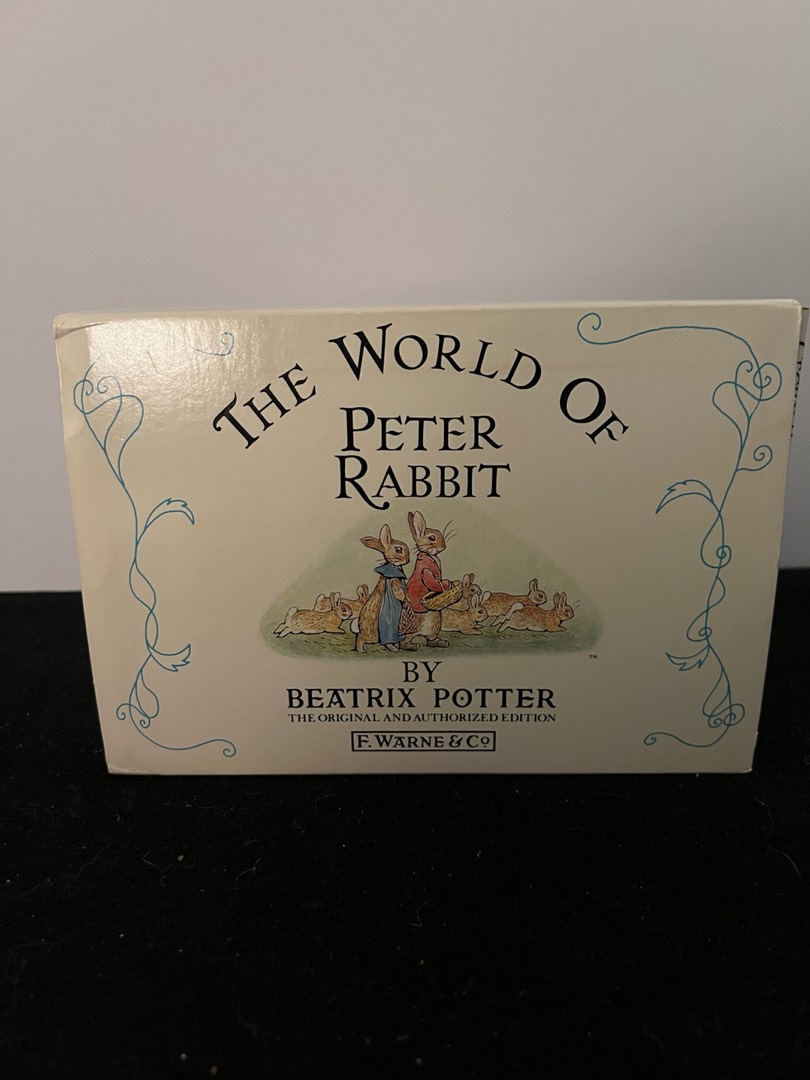 THE WORLD OF
PETER
RABBIT
™
BY
BEATRIX POTTER
THE ORIGINAL AND AUTHORIZED EDITION
F. WARNE & Co